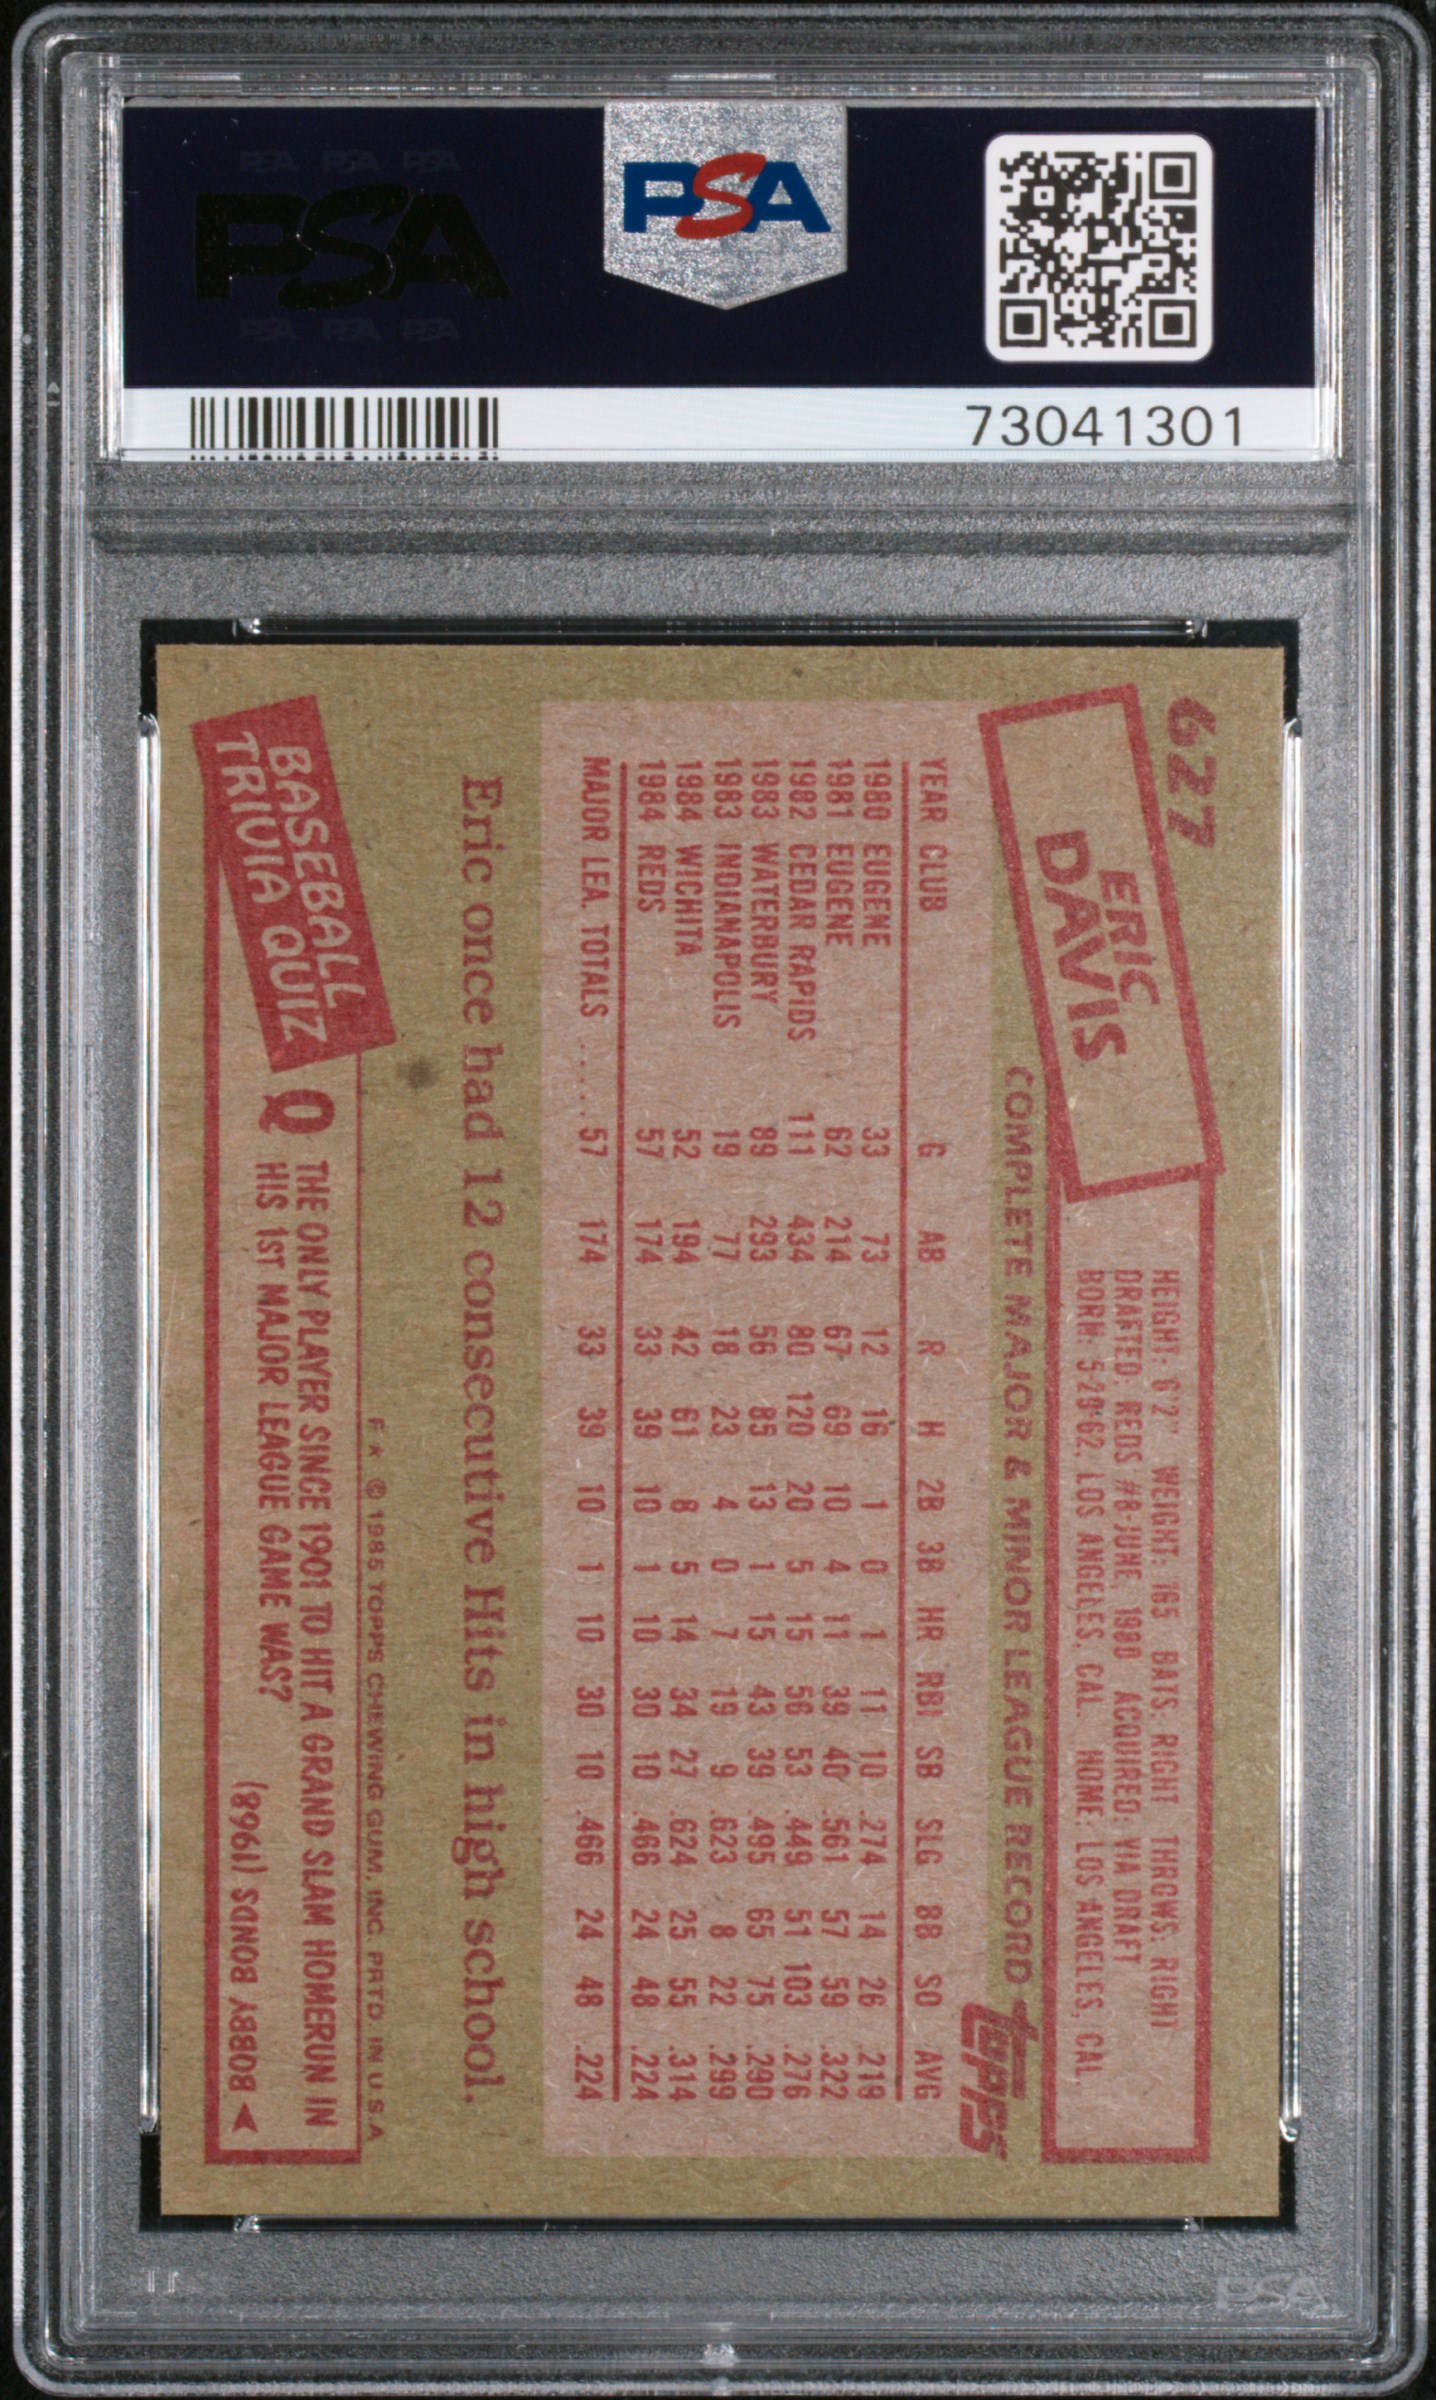 PSA PSA PSA
PSA
PSA PSA PSA
PSA
73041301
627
ERIC
DAVIS
HEIGHT: 6'2" WEIGHT: 165 BATS: RIGHT THROWS: RIGHT
DRAFTED: REDS #8-JUNE, 1980 ACQUIRED: VIA DRAFT
BORN: 5-29-62, LOS ANGELES, CAL. HOME: LOS ANGELES, CAL.
COMPLETE MAJOR & MINOR LEAGUE RECORD
Topps
YEAR CLUB G AB R H 2B 3B HR RBI SB SLG BB SO AVG
1980 EUGENE 33 73 12 16 1 0 1 11 10 .274 14 26 .219
1981 EUGENE 62 214 67 69 10 4 11 39 40 .561 57 59 .322
1982 CEDAR RAPIDS 111 434 80 120 20 5 15 56 53 .449 51 103 .276
1983 WATERBURY 89 293 56 85 13 1 15 43 39 .495 65 75 .290
1983 INDIANAPOLIS 19 77 18 23 4 0 7 19 9 .623 8 22 .299
1984 WICHITA 52 194 42 61 8 5 14 34 27 .624 25 55 .314
1984 REDS 57 174 33 39 10 1 10 30 10 .466 24 48 .224
MAJOR LEA. TOTALS ...... 57 174 33 39 10 1 10 30 10 .466 24 48 .224
Eric once had 12 consecutive Hits in high school.
F * © 1985 TOPPS CHEWING GUM, INC. PRTD. IN U.S.A
BASEBALL
TRIVIA QUIZ
Q THE ONLY PLAYER SINCE 1901 TO HIT A GRAND SLAM HOMERUN IN
HIS 1ST MAJOR LEAGUE GAME WAS?
BOBBY BONDS (1968)
PSA